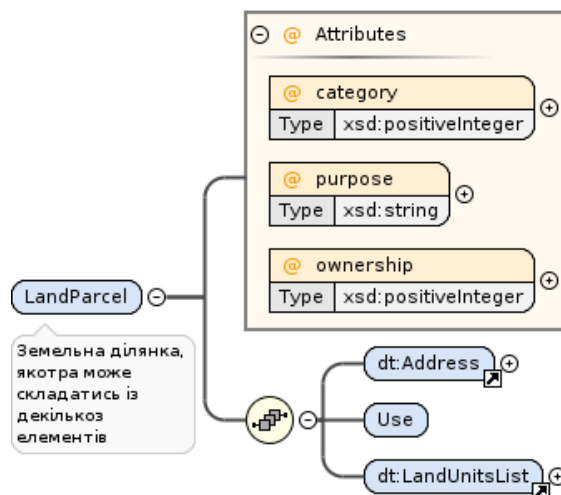 @ Attributes
@ category
Type xsd:positiveInteger
@ purpose
Type xsd:string
@ ownership
Type xsd:positiveInteger
LandParcel
Земельна ділянка,
якотра може
складатись із
декількоз
елементів
dt:Address
Use
dt:LandUnitsList